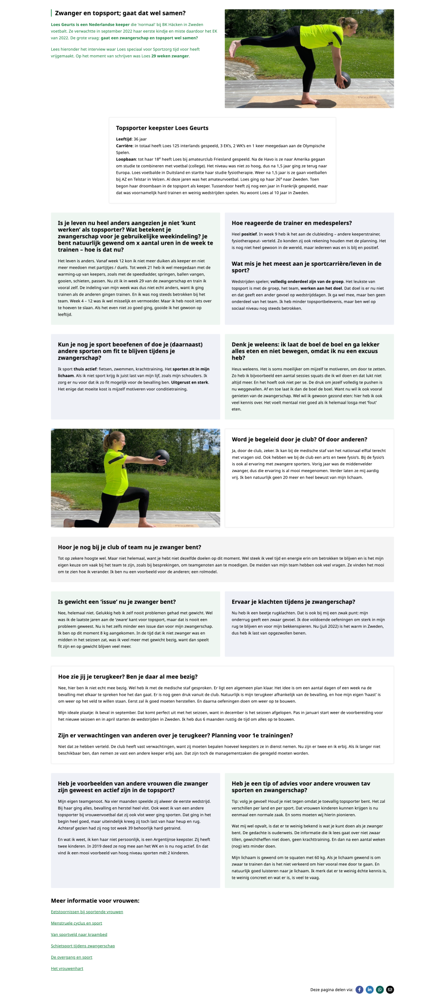 Zwanger en topsport; gaat dat wel samen?
Loes Geurts is een Nederlandse keeper die 'normaal' bij BK Häcken in Zweden
voetbalt. Ze verwachtte in september 2022 haar eerste kindje en miste daardoor het EK
van 2022. De grote vraag: gaat een zwangerschap en topsport wel samen?
Lees hieronder het interview waar Loes speciaal voor Sportzorg tijd voor heeft
vrijgemaakt. Op het moment van schrijven was Loes 29 weken zwanger.
Topsporter keepster Loes Geurts
Leeftijd: 36 jaar
Carrière: in totaal heeft Loes 125 interlands gespeeld, 3 EK's, 2 WK's en 1 keer meegedaan aan de Olympische
Spelen.
Loopbaan: tot haar 18e heeft Loes bij amateurclub Friesland gespeeld. Na de Havo is ze naar Amerika gegaan
om studie te combineren met voetbal (college). Het niveau was niet zo hoog, dus na 1,5 jaar ging ze terug naar
Europa. Loes voetbalde in Duitsland en startte haar studie fysiotherapie. Weer na 1,5 jaar is ze gaan voetballen
bij AZ en Telstar in Velzen. Al deze jaren was het amateurvoetbal. Loes ging op haar 26e naar Zweden. Toen
begon haar droombaan in de topsport als keeper. Tussendoor heeft zij nog een jaar in Frankrijk gespeeld, maar
dat was voornamelijk hard trainen en weinig wedstrijden spelen. Nu woont Loes al 10 jaar in Zweden.
Is je leven nu heel anders aangezien je niet ‘kunt
werken’ als topsporter? Wat betekent je
zwangerschap voor je gebruikelijke weekindeling? Je
bent natuurlijk gewend om x aantal uren in de week te
trainen – hoe is dat nu?
Het leven is anders. Vanaf week 12 kon ik niet meer duiken als keeper en niet
meer meedoen met partijtjes / duels. Tot week 21 heb ik wel meegedaan met de
warming-up van keepers, zoals met de speedladder, springen, ballen vangen,
gooien, schieten, passen. Nu zit ik in week 29 van de zwangerschap en train ik
vooral zelf. De indeling van mijn week was dus niet echt anders, want ik ging
trainen als de anderen gingen trainen. En ik was nog steeds betrokken bij het
team. Week 4 – 12 was ik wel misselijk en vermoeider. Maar ik heb nooit iets over
te hoeven te slaan. Als het even niet zo goed ging, gooide ik het gewoon op
leeftijd.
Hoe reageerde de trainer en medespelers?
Heel positief. In week 9 heb ik het aan de clubleiding – andere keeperstrainer,
fysiotherapeut- verteld. Zo konden zij ook rekening houden met de planning. Het
is nog niet heel gewoon in de wereld, maar iedereen was en is blij en positief.
Wat mis je het meest aan je sportcarrière/leven in de
sport?
Wedstrijden spelen; volledig onderdeel zijn van de groep. Het leukste van
topsport is met de groep, het team, werken aan het doel. Dat doel is er nu niet
en dat geeft een ander gevoel op wedstrijddagen. Ik ga wel mee, maar ben geen
onderdeel van het team. Ik heb minder topsportbelevenis, maar ben wel op
sociaal niveau nog steeds betrokken.
Kun je nog je sport beoefenen of doe je (daarnaast)
andere sporten om fit te blijven tijdens je
zwangerschap?
Ik sport thuis actief: fietsen, zwemmen, krachttraining. Het sporten zit in mijn
lichaam. Als ik niet sport krijg ik juist last van mijn lijf, zoals mijn schouders. Ik
zorg er nu voor dat ik zo fit mogelijk voor de bevalling ben. Uitgerust en sterk.
Het enige dat moeite kost is mijzelf motiveren voor conditietraining.
Denk je weleens: ik laat de boel de boel en ga lekker
alles eten en niet bewegen, omdat ik nu een excuus
heb?
Heus weleens. Het is soms moeilijker om mijzelf te motiveren, om door te zetten.
Zo heb ik bijvoorbeeld een aantal sessies squats die ik wil doen en dat lukt niet
altijd meer. En het hoeft ook niet per se. De druk om jezelf volledig te pushen is
nu weggevallen. Af en toe laat ik dan de boel de boel. Want nu wil ik ook vooral
genieten van de zwangerschap. Wel wil ik gewoon gezond eten: hier heb ik ook
veel kennis over. Het voelt mentaal niet goed als ik helemaal losga met ‘fout’
eten.
Word je begeleid door je club? Of door anderen?
Ja, door de club, zeker. Ik kan bij de medische staf van het nationaal elftal terecht
met vragen oid. Ook hebben we bij de club een arts en twee fysio’s. Bij de fysio’s
is ook al ervaring met zwangere sporters. Vorig jaar was de middenvelder
zwanger, dus die ervaring is al mooi meegenomen. Verder laten ze mij aardig
vrij. Ik ben natuurlijk geen 20 meer en heel bewust van mijn lichaam.
Hoor je nog bij je club of team nu je zwanger bent?
Tot op zekere hoogte wel. Maar niet helemaal, want je hebt niet dezelfde doelen op dit moment. Wel steek ik veel tijd en energie erin om betrokken te blijven en is het mijn
eigen keuze om vaak bij het team te zijn, zoals bij besprekingen, om teamgenoten aan te moedigen. De meiden van mijn team hebben ook veel vragen. Ze vinden het mooi
om te zien hoe ik verander. Ik ben nu een voorbeeld voor de anderen; een rolmodel.
Is gewicht een ‘issue’ nu je zwanger bent?
Nee, helemaal niet. Gelukkig heb ik zelf nooit problemen gehad met gewicht. Wel
was ik de laatste jaren aan de ‘zware’ kant voor topsport, maar dat is nooit een
probleem geweest. Nu is het zelfs minder een issue dan voor mijn zwangerschap.
Ik ben op dit moment 8 kg aangekomen. In de tijd dat ik niet zwanger was en
midden in het seizoen zat, was ik veel meer met gewicht bezig, want dan speelt
fit zijn en op gewicht blijven veel meer.
Ervaar je klachten tijdens je zwangerschap?
Nu heb ik een beetje rugklachten. Dat is ook bij mij een zwak punt: mijn
onderrug geeft een zwaar gevoel. Ik doe voldoende oefeningen om sterk in mijn
rug te blijven en voor mijn bekkenspieren. Nu (juli 2022) is het warm in Zweden,
dus heb ik last van opgezwollen benen.
Hoe zie jij je terugkeer? Ben je daar al mee bezig?
Nee, hier ben ik niet echt mee bezig. Wel heb ik met de medische staf gesproken. Er ligt een algemeen plan klaar. Het idee is om een aantal dagen of een week na de
bevalling met elkaar te spreken hoe het dan gaat. Er is nog geen druk vanuit de club. Natuurlijk is mijn terugkeer afhankelijk van de bevalling, en hoe mijn eigen ‘haast’ is
om weer op het veld te willen staan. Eerst zal ik goed moeten herstellen. En daarna oefeningen doen om weer op te bouwen.
Mijn ideale plaatje: ik beval in september. Dat komt perfect uit met het seizoen, want in december is het seizoen afgelopen. Pas in januari start weer de voorbereiding voor
het nieuwe seizoen en in april starten de wedstrijden in Zweden. Ik heb dus 6 maanden rustig de tijd om alles op te bouwen.
Zijn er verwachtingen van anderen over je terugkeer? Planning voor 1e trainingen?
Niet dat ze hebben verteld. De club heeft vast verwachtingen, want zij moeten bepalen hoeveel keepsters ze in dienst nemen. Nu zijn er twee en ik erbij. Als ik langer niet
beschikbaar ben, dan nemen ze vast een andere keeper erbij aan. Dat zijn toch de managementzaken die geregeld moeten worden.
Heb je voorbeelden van andere vrouwen die zwanger
zijn geweest en actief zijn in de topsport?
Mijn eigen teamgenoot. Na vier maanden speelde zij alweer de eerste wedstrijd.
Bij haar ging alles, bevalling en herstel heel vlot. Ook weet ik van een andere
topsporter bij vrouwenvoetbal dat zij ook vlot weer ging sporten. Dat ging in het
begin heel goed, maar uiteindelijk kreeg zij toch last van haar heup en rug.
Achteraf gezien had zij nog tot week 39 behoorlijk hard getraind.
En wat ik weet, ik ken haar niet persoonlijk, is een Argentijnse keepster. Zij heeft
twee kinderen. In 2019 deed ze nog mee aan het WK en is nu nog actief. En dat
vind ik een mooi voorbeeld van hoog niveau sporten mét 2 kinderen.
Heb je een tip of advies voor andere vrouwen tav
sporten en zwangerschap?
Tip: volg je gevoel! Houd je niet tegen omdat je toevallig topsporter bent. Het zal
verschillen per land en per sport. Dat vrouwen kinderen kunnen krijgen is nu
eenmaal een normale zaak. En soms moeten wij hierin pionieren.
Wat mij wel opvalt, is dat er te weinig bekend is wat je kunt doen als je zwanger
bent. De gedachte is ouderwets. De informatie die ik lees gaat over niet zwaar
tillen, gewichtheffen niet doen, geen krachttraining. En dan na een aantal weken
(nog) iets minder doen.
Mijn lichaam is gewend om te squaten met 60 kg. Als je lichaam gewend is om
zwaar te trainen dan is het niet verkeerd om hier vooral mee door te gaan. En
natuurlijk goed luisteren naar je lichaam. Ik merk dat er te weinig échte kennis is,
te weinig concreet en wat er is, is veel te vaag.
Meer informatie voor vrouwen:
Eetstoornissen bij sportende vrouwen
Menstruele cyclus en sport
Van sportveld naar kraambed
Schietsport tijdens zwangerschap
De overgang en sport
Het vrouwenhart
Deze pagina delen via: